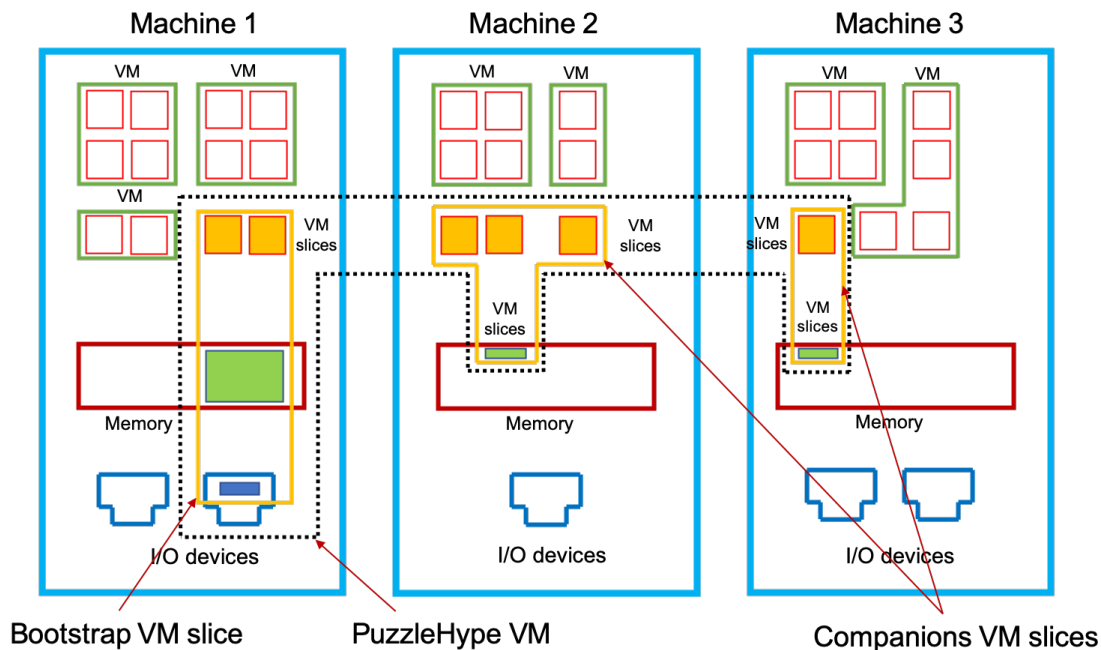 Machine 1
Machine 2
Machine 3
VM
VM
VM
VM
VM
VM
VM
VM
slices
VM
slices
VM
slices
VM
slices
VM
slices
Memory
Memory
Memory
I/O devices
I/O devices
I/O devices
Bootstrap VM slice
PuzzleHype VM
Companions VM slices